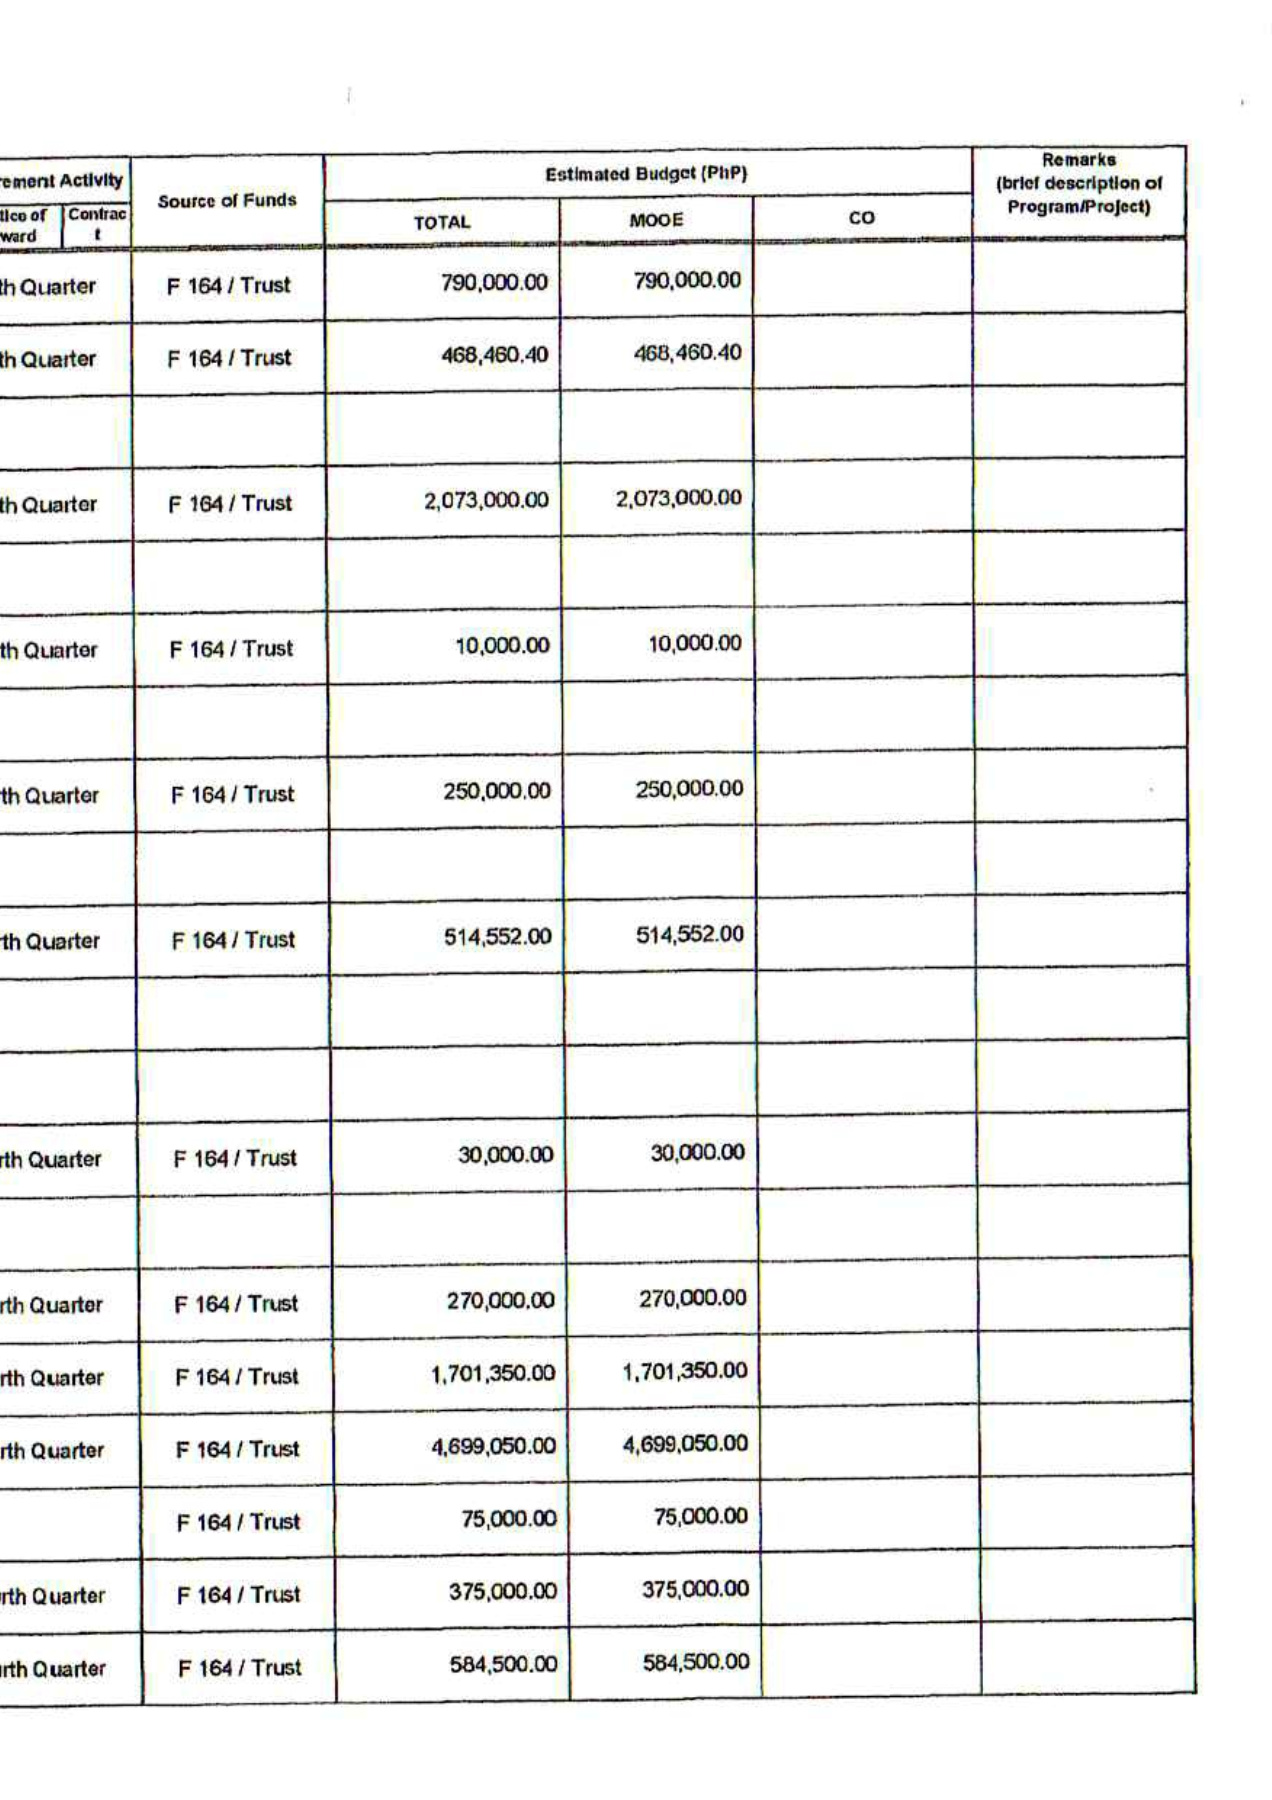 ement Activity
Source of Funds
Estimated Budget (PhP)
Remarks
(brief description of
Program/Project)
tice of
ward
Contrac
t
TOTAL
MOOE
CO
th Quarter F 164 / Trust 790,000.00 790,000.00
th Quarter F 164 / Trust 468,460.40 468,460.40
th Quarter F 164 / Trust 2,073,000.00 2,073,000.00
th Quarter F 164 / Trust 10,000.00 10,000.00
th Quarter F 164 / Trust 250,000.00 250,000.00
th Quarter F 164 / Trust 514,552.00 514,552.00
rth Quarter F 164 / Trust 30,000.00 30,000.00
rth Quarter F 164 / Trust 270,000.00 270,000.00
rth Quarter F 164 / Trust 1,701,350.00 1,701,350.00
rth Quarter F 164 / Trust 4,699,050.00 4,699,050.00
F 164 / Trust 75,000.00 75,000.00
rth Quarter F 164 / Trust 375,000.00 375,000.00
rth Quarter F 164 / Trust 584,500.00 584,500.00